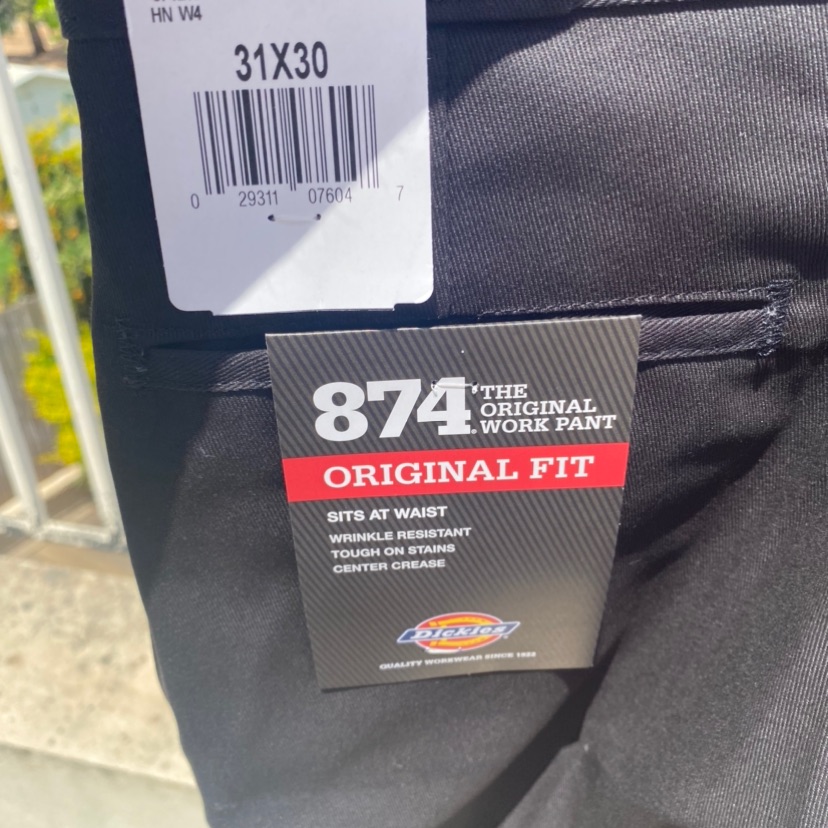 HN W4
31X30
0 29311 07604 7
874 THE
ORIGINAL
WORK PANT
ORIGINAL FIT
SITS AT WAIST
WRINKLE RESISTANT
TOUGH ON STAINS
CENTER CREASE
Dickies
QUALITY WORKWEAR SINCE 1922